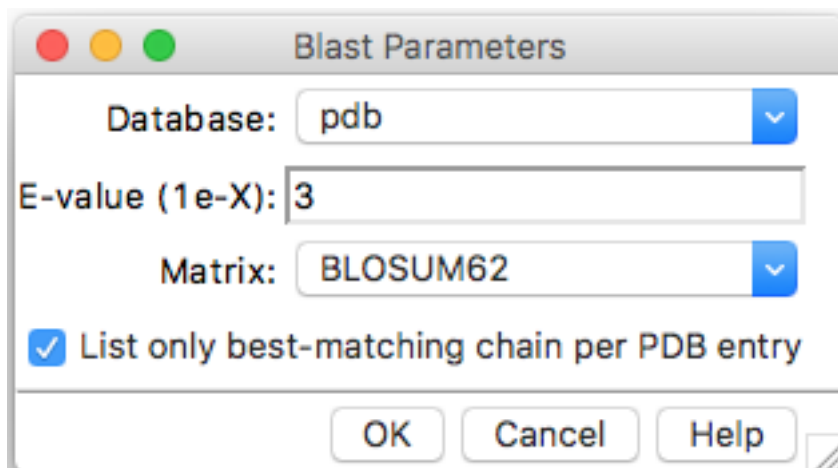 Blast Parameters
Database: pdb
E-value (1e-X): 3
Matrix: BLOSUM62
List only best-matching chain per PDB entry
OK Cancel Help